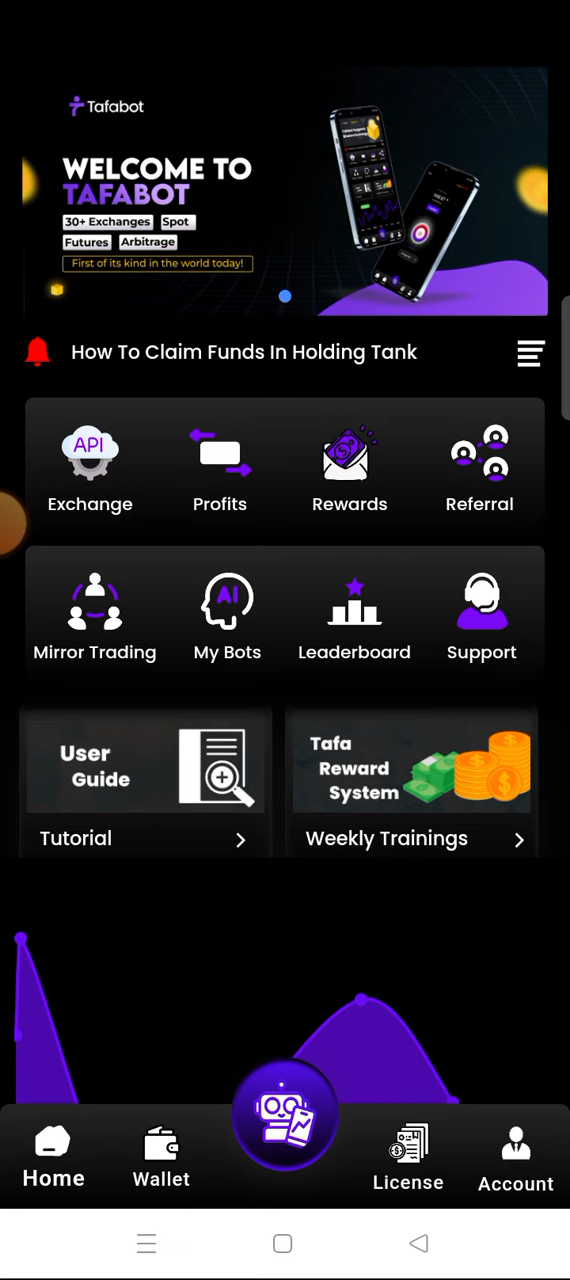 Tafabot
WELCOME TO
TAFABOT
30+ Exchanges Spot
Futures Arbitrage
First of its kind in the world today!
How To Claim Funds In Holding Tank
API
Exchange Profits Rewards Referral
AI
Mirror Trading My Bots Leaderboard Support
User
Guide
Tafa
Reward
System
Tutorial Weekly Trainings
Home Wallet License Account